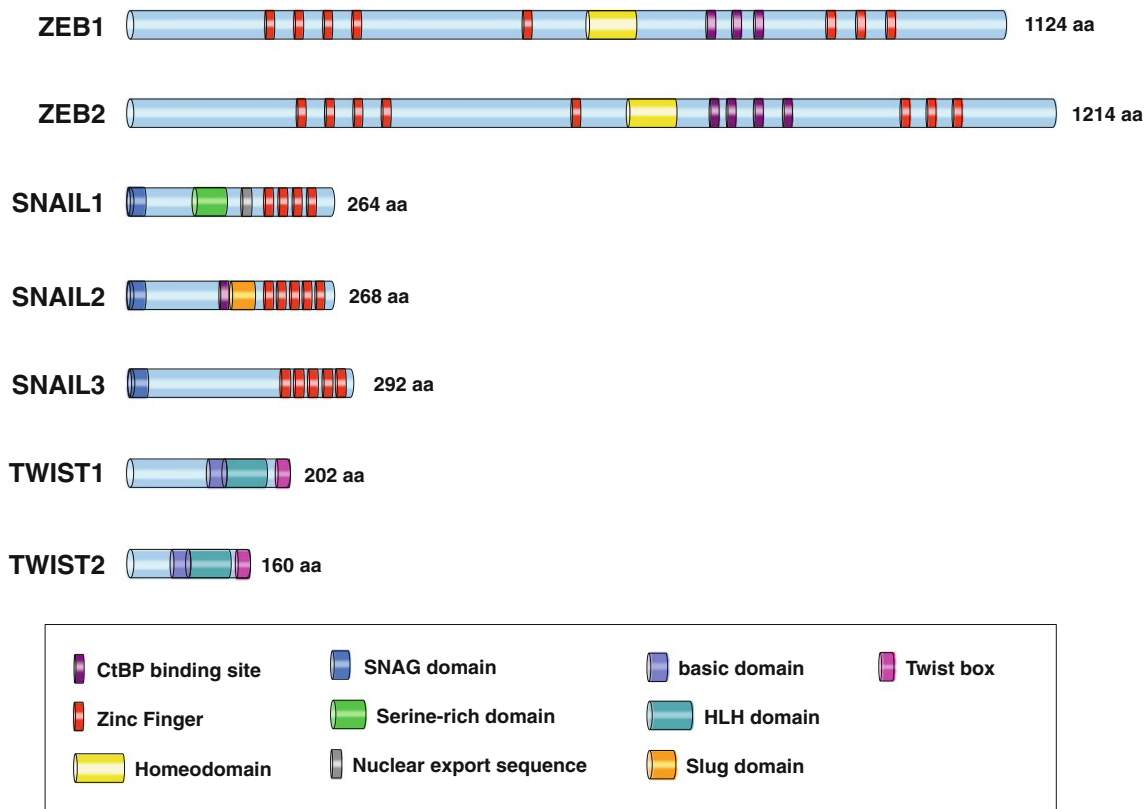 ZEB1
1124 aa
ZEB2
1214 aa
SNAIL1
264 aa
SNAIL2
268 aa
SNAIL3
292 aa
TWIST1
202 aa
TWIST2
160 aa
CtBP binding site
SNAG domain
basic domain
Twist box
Zinc Finger
Serine-rich domain
HLH domain
Homeodomain
Nuclear export sequence
Slug domain